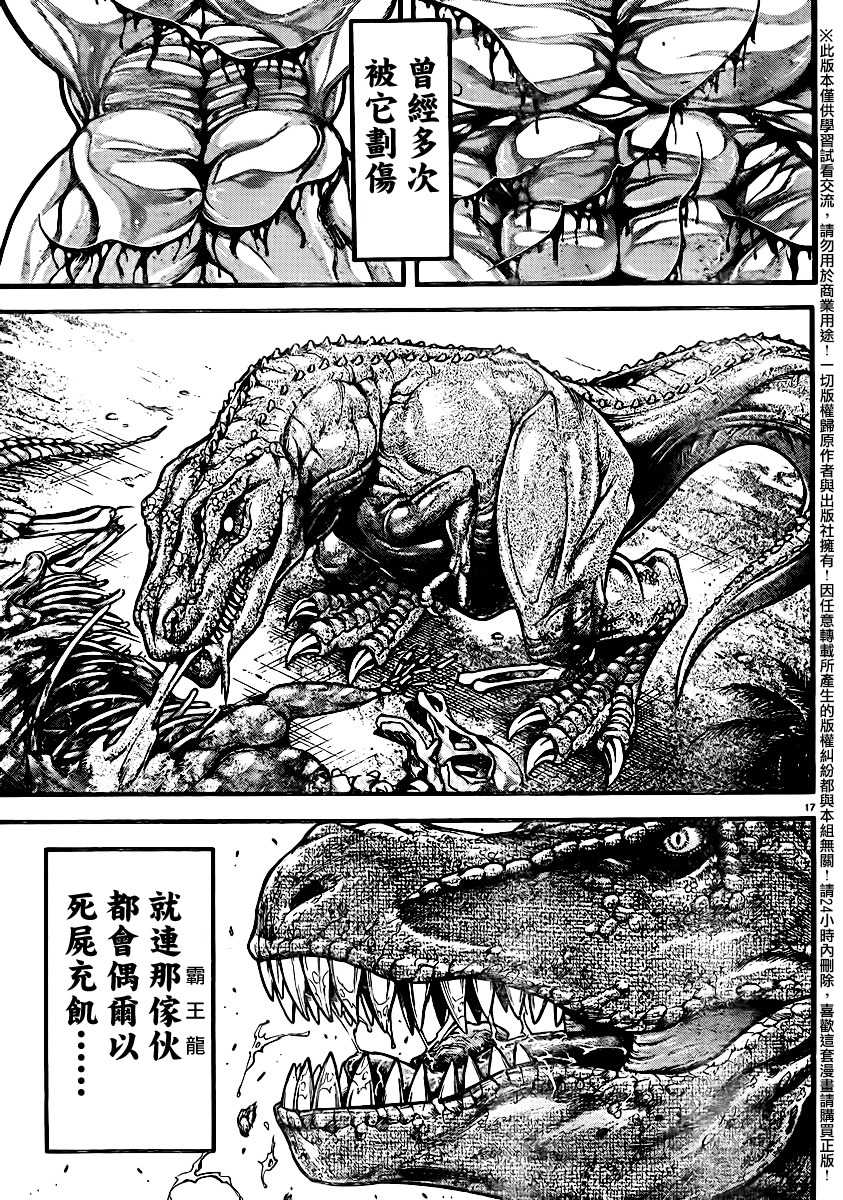 曾經多次
被它劃傷
17
就連那傢伙
霸王龍
都會偶爾以
死屍充飢……
※此版本僅供學習試看交流，請勿用於商業用途！一切版權歸原作者與出版社擁有！因任意轉載所產生的版權糾紛都與本組無關！請24小時內刪除，喜歡這套漫畫請購買正版！